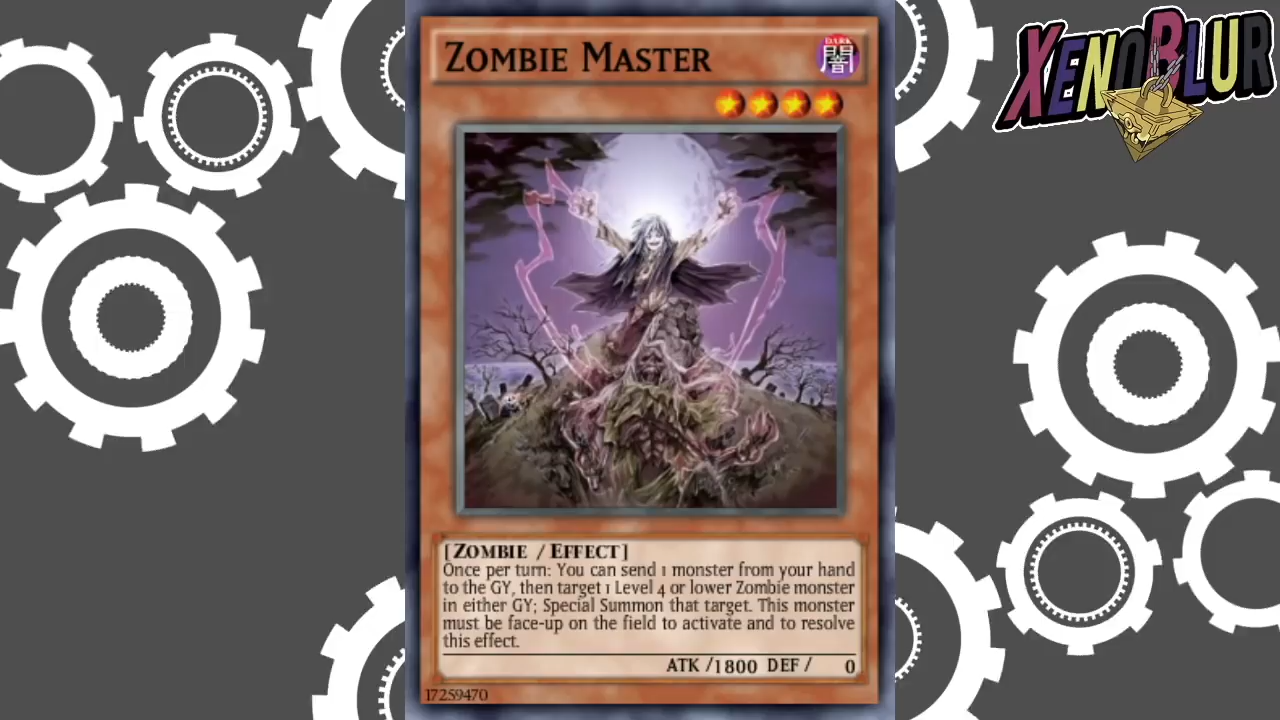 ZOMBIE MASTER
DARK
闇
XENOBLUR
[ZOMBIE / EFFECT]
Once per turn: You can send 1 monster from your hand
to the GY, then target 1 Level 4 or lower Zombie monster
in either GY; Special Summon that target. This monster
must be face-up on the field to activate and to resolve
this effect.
ATK /1800 DEF / 0
17259470